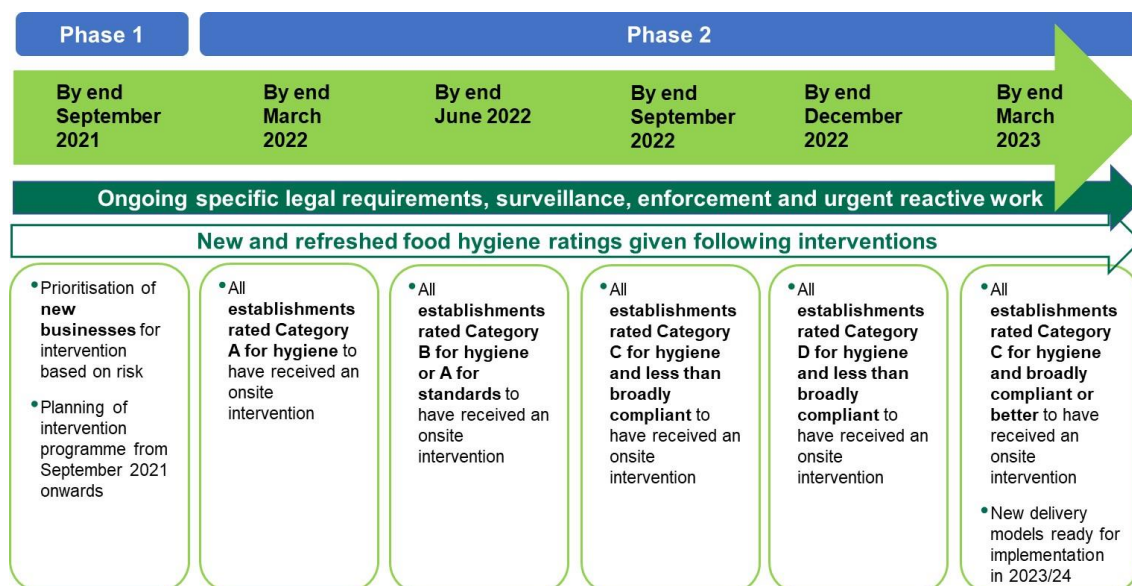 Phase 1
Phase 2
By end
September
2021
By end
March
2022
By end
June 2022
By end
September
2022
By end
December
2022
By end
March
2023
Ongoing specific legal requirements, surveillance, enforcement and urgent reactive work
New and refreshed food hygiene ratings given following interventions
•Prioritisation of
new
businesses for
intervention
based on risk
•Planning of
intervention
programme from
September 2021
onwards
•All
establishments
rated Category
A for hygiene to
have received an
onsite
intervention
•All
establishments
rated Category
B for hygiene
or A for
standards to
have received an
onsite
intervention
•All
establishments
rated Category
C for hygiene
and less than
broadly
compliant to
have received an
onsite
intervention
•All
establishments
rated Category
D for hygiene
and less than
broadly
compliant to
have received an
onsite
intervention
•All
establishments
rated Category
C for hygiene
and broadly
compliant or
better to have
received an
onsite
intervention
•New delivery
models ready for
implementation
in 2023/24